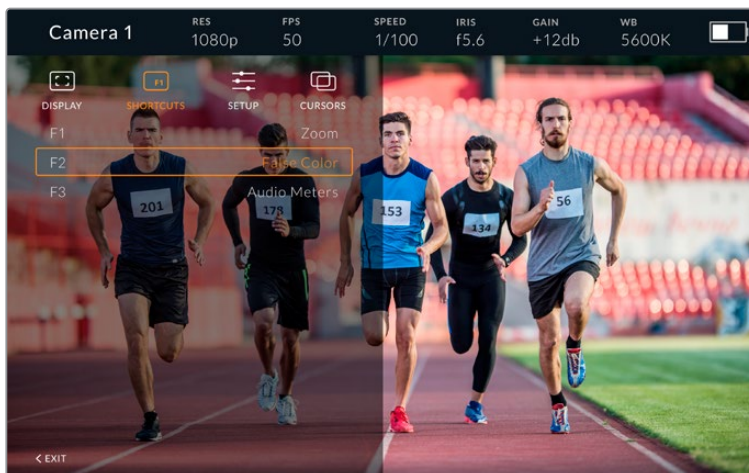 Camera 1
RES
1080p
FPS
50
SPEED
1/100
IRIS
f5.6
GAIN
+12db
WB
5600K
F1
DISPLAY
SHORTCUTS
SETUP
CURSORS
F1 Zoom
F2 False Color
F3 Audio Meters
201
178
153
134
56
< EXIT